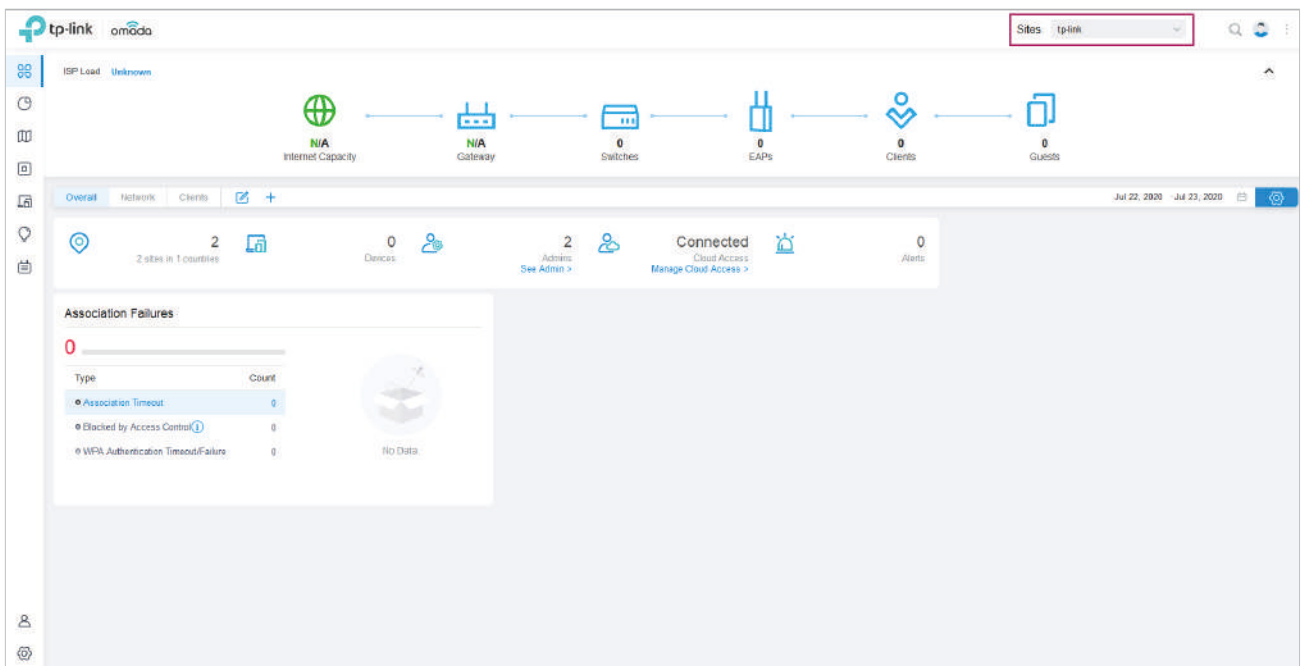 tp-link omada
Sites tp-link
ISP Load Unknown
N/A
Internet Capacity
N/A
Gateway
0
Switches
0
EAPs
0
Clients
0
Guests
Overall Network Clients
Jul 22, 2020 - Jul 23, 2020
2
2 sites in 1 countries
0
Devices
2
Admins
See Admin >
Connected
Cloud Access
Manage Cloud Access >
0
Alerts
Association Failures
0
Type Count
Association Timeout 0
Blocked by Access Control 0
WPA Authentication Timeout/Failure 0
No Data